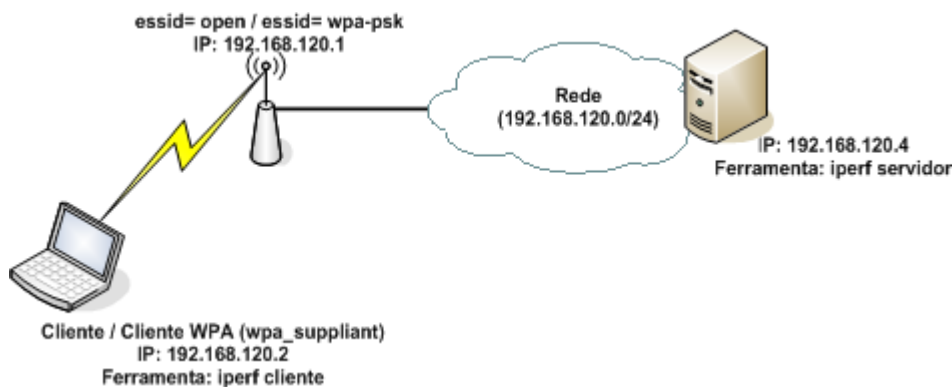 essid= open / essid= wpa-psk
IP: 192.168.120.1
Rede
(192.168.120.0/24)
IP: 192.168.120.4
Ferramenta: iperf servidor
Cliente / Cliente WPA (wpa_suppliant)
IP: 192.168.120.2
Ferramenta: iperf cliente